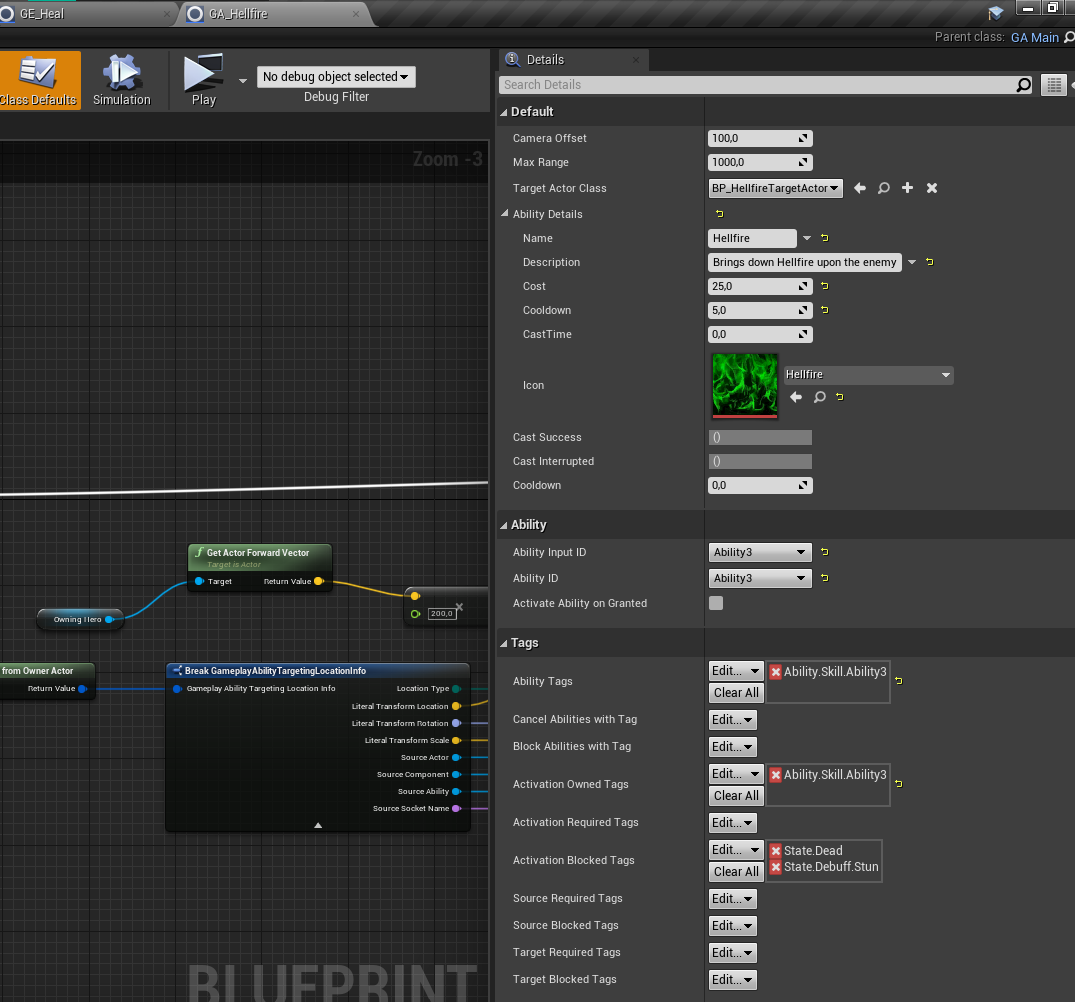 GE_Heal
GA_Hellfire
Parent class: GA Main
Class Defaults
Simulation
Play
No debug object selected
Debug Filter
Zoom -3
Get Actor Forward Vector
Target is Actor
Target
Return Value
Owning Hero
200,0
from Owner Actor
Return Value
Break GameplayAbilityTargetingLocationInfo
Gameplay Ability Targeting Location Info
Location Type
Literal Transform Location
Literal Transform Rotation
Literal Transform Scale
Source Actor
Source Component
Source Ability
Source Socket Name
BLUEPRINT
Details
Search Details
Default
Camera Offset 100,0
Max Range 1000,0
Target Actor Class BP_HellfireTargetActor
Ability Details
Name Hellfire
Description Brings down Hellfire upon the enemy
Cost 25,0
Cooldown 5,0
CastTime 0,0
Icon Hellfire
Cast Success ()
Cast Interrupted ()
Cooldown 0,0
Ability
Ability Input ID Ability3
Ability ID Ability3
Activate Ability on Granted
Tags
Ability Tags Edit... Clear All Ability.Skill.Ability3
Cancel Abilities with Tag Edit...
Block Abilities with Tag Edit...
Activation Owned Tags Edit... Clear All Ability.Skill.Ability3
Activation Required Tags Edit...
Activation Blocked Tags Edit... Clear All State.Dead
State.Debuff.Stun
Source Required Tags Edit...
Source Blocked Tags Edit...
Target Required Tags Edit...
Target Blocked Tags Edit...